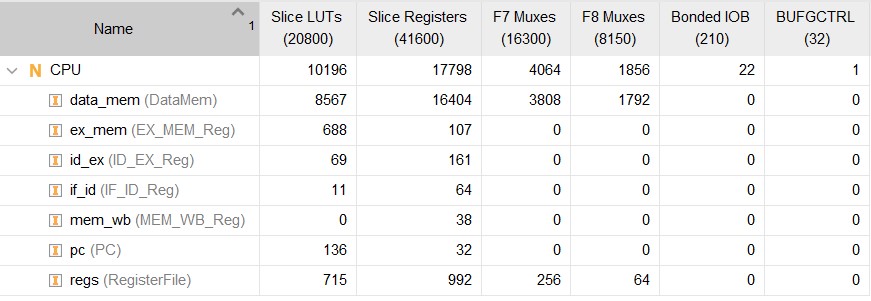 Name 1 Slice LUTs (20800) Slice Registers (41600) F7 Muxes (16300) F8 Muxes (8150) Bonded IOB (210) BUFGCTRL (32)
N CPU 10196 17798 4064 1856 22 1
I data_mem (DataMem) 8567 16404 3808 1792 0 0
I ex_mem (EX_MEM_Reg) 688 107 0 0 0 0
I id_ex (ID_EX_Reg) 69 161 0 0 0 0
I if_id (IF_ID_Reg) 11 64 0 0 0 0
I mem_wb (MEM_WB_Reg) 0 38 0 0 0 0
I pc (PC) 136 32 0 0 0 0
I regs (RegisterFile) 715 992 256 64 0 0